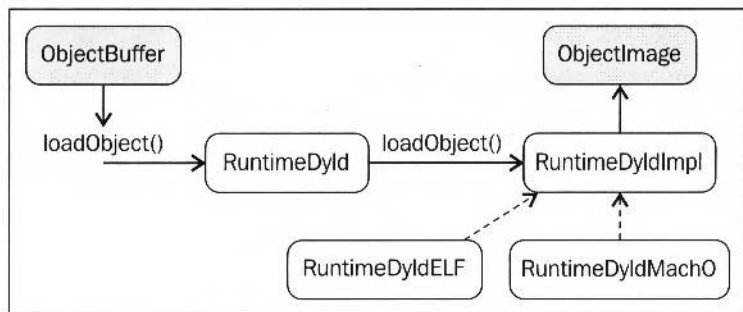 ObjectBuffer
ObjectImage
loadObject()
RuntimeDyld
loadObject()
RuntimeDyldImpl
RuntimeDyldELF
RuntimeDyldMachO